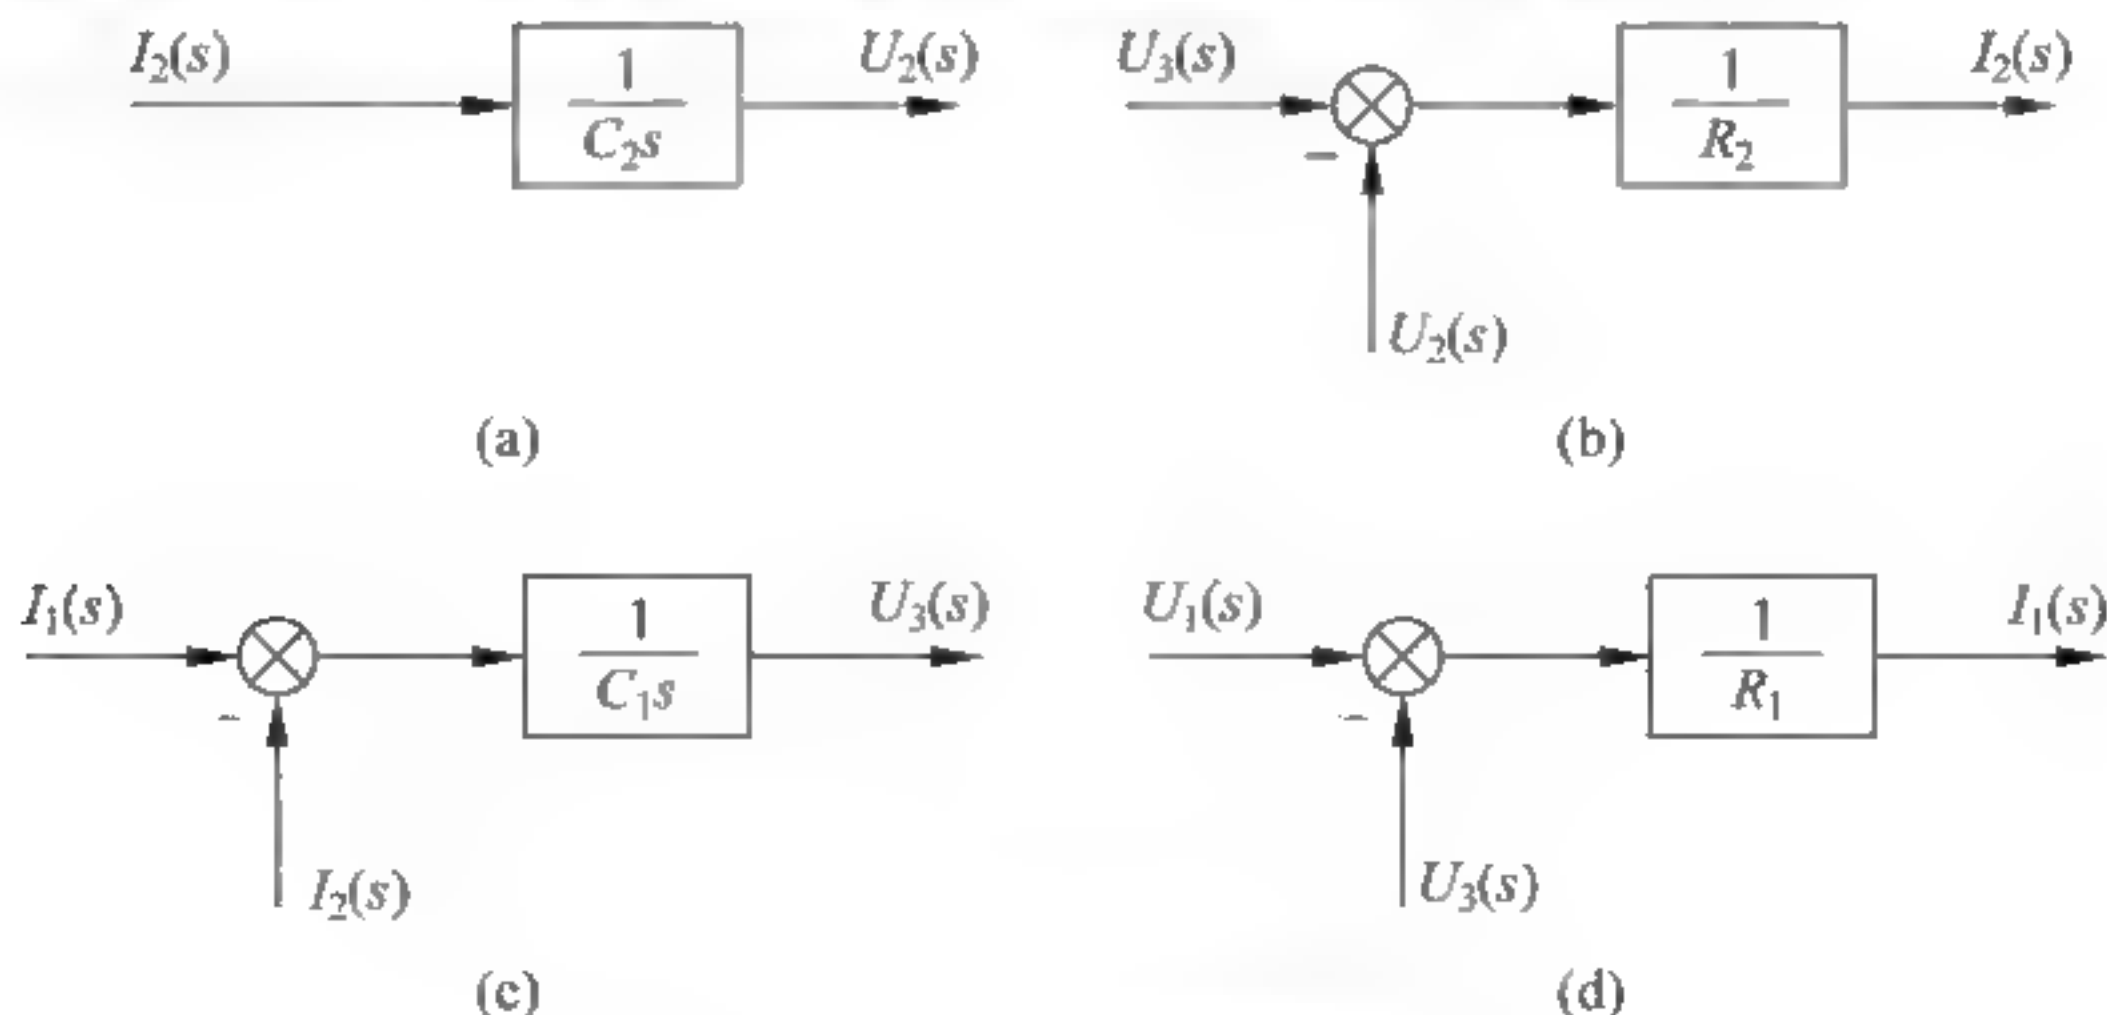 I₂(s) 1/C₂s U₂(s)
U₃(s) − 1/R₂ I₂(s)
U₂(s)
(a) (b)
I₁(s) − 1/C₁s U₃(s)
I₂(s)
U₁(s) − 1/R₁ I₁(s)
U₃(s)
(c) (d)